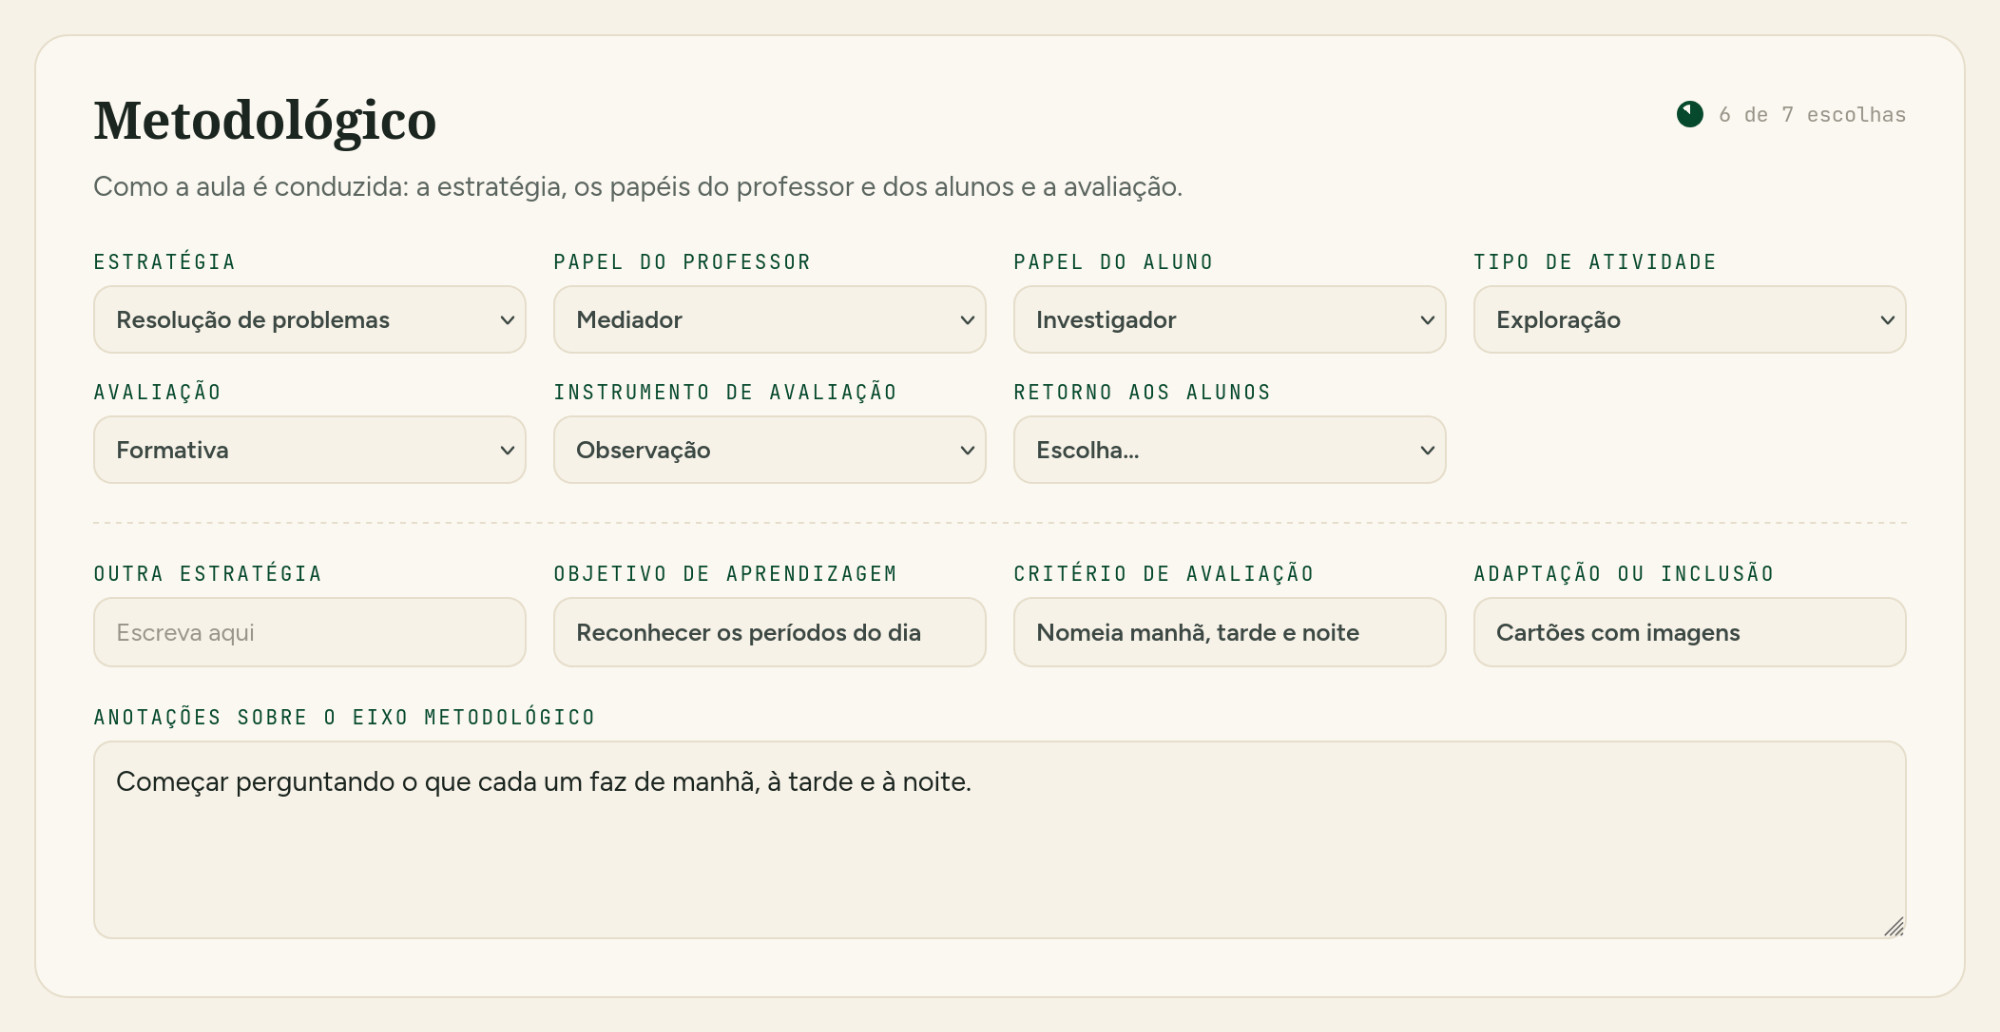 Metodológico
6 de 7 escolhas
Como a aula é conduzida: a estratégia, os papéis do professor e dos alunos e a avaliação.
ESTRATÉGIA
PAPEL DO PROFESSOR
PAPEL DO ALUNO
TIPO DE ATIVIDADE
Resolução de problemas
Mediador
Investigador
Exploração
AVALIAÇÃO
INSTRUMENTO DE AVALIAÇÃO
RETORNO AOS ALUNOS
Formativa
Observação
Escolha...
OUTRA ESTRATÉGIA
OBJETIVO DE APRENDIZAGEM
CRITÉRIO DE AVALIAÇÃO
ADAPTAÇÃO OU INCLUSÃO
Escreva aqui
Reconhecer os períodos do dia
Nomeia manhã, tarde e noite
Cartões com imagens
ANOTAÇÕES SOBRE O EIXO METODOLÓGICO
Começar perguntando o que cada um faz de manhã, à tarde e à noite.